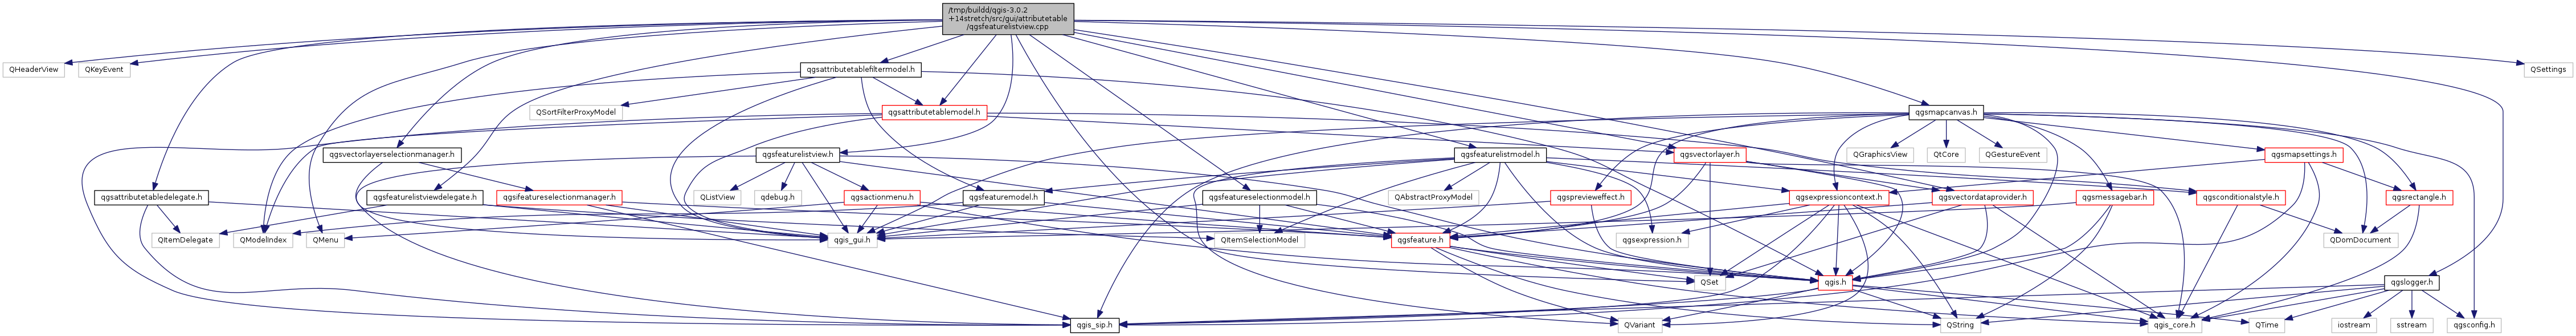 /tmp/buildd/qgis-3.0.2
+14stretch/src/gui/attributetable
/qgsfeaturelistview.cpp
QHeaderView
QKeyEvent
qgsattributetablefiltermodel.h
QSettings
QSortFilterProxyModel
qgsattributetablemodel.h
qgsmapcanvas.h
qgsvectorlayerselectionmanager.h
qgsfeaturelistview.h
qgsfeaturelistmodel.h
qgsvectorlayer.h
QGraphicsView
QtCore
QGestureEvent
qgsmapsettings.h
qgsattributetabledelegate.h
qgsfeaturelistviewdelegate.h
qgsfeatureselectionmanager.h
QListView
qdebug.h
qgsactionmenu.h
qgsfeaturemodel.h
qgsfeatureselectionmodel.h
QAbstractProxyModel
qgsprevieweffect.h
qgsexpressioncontext.h
qgsvectordataprovider.h
qgsmessagebar.h
qgsconditionalstyle.h
qgsrectangle.h
QItemDelegate
QModelIndex
QMenu
qgis_gui.h
QItemSelectionModel
qgsfeature.h
qgsexpression.h
QDomDocument
QSet
qgis.h
qgslogger.h
qgis_sip.h
QVariant
QString
qgis_core.h
QTime
iostream
sstream
qgsconfig.h